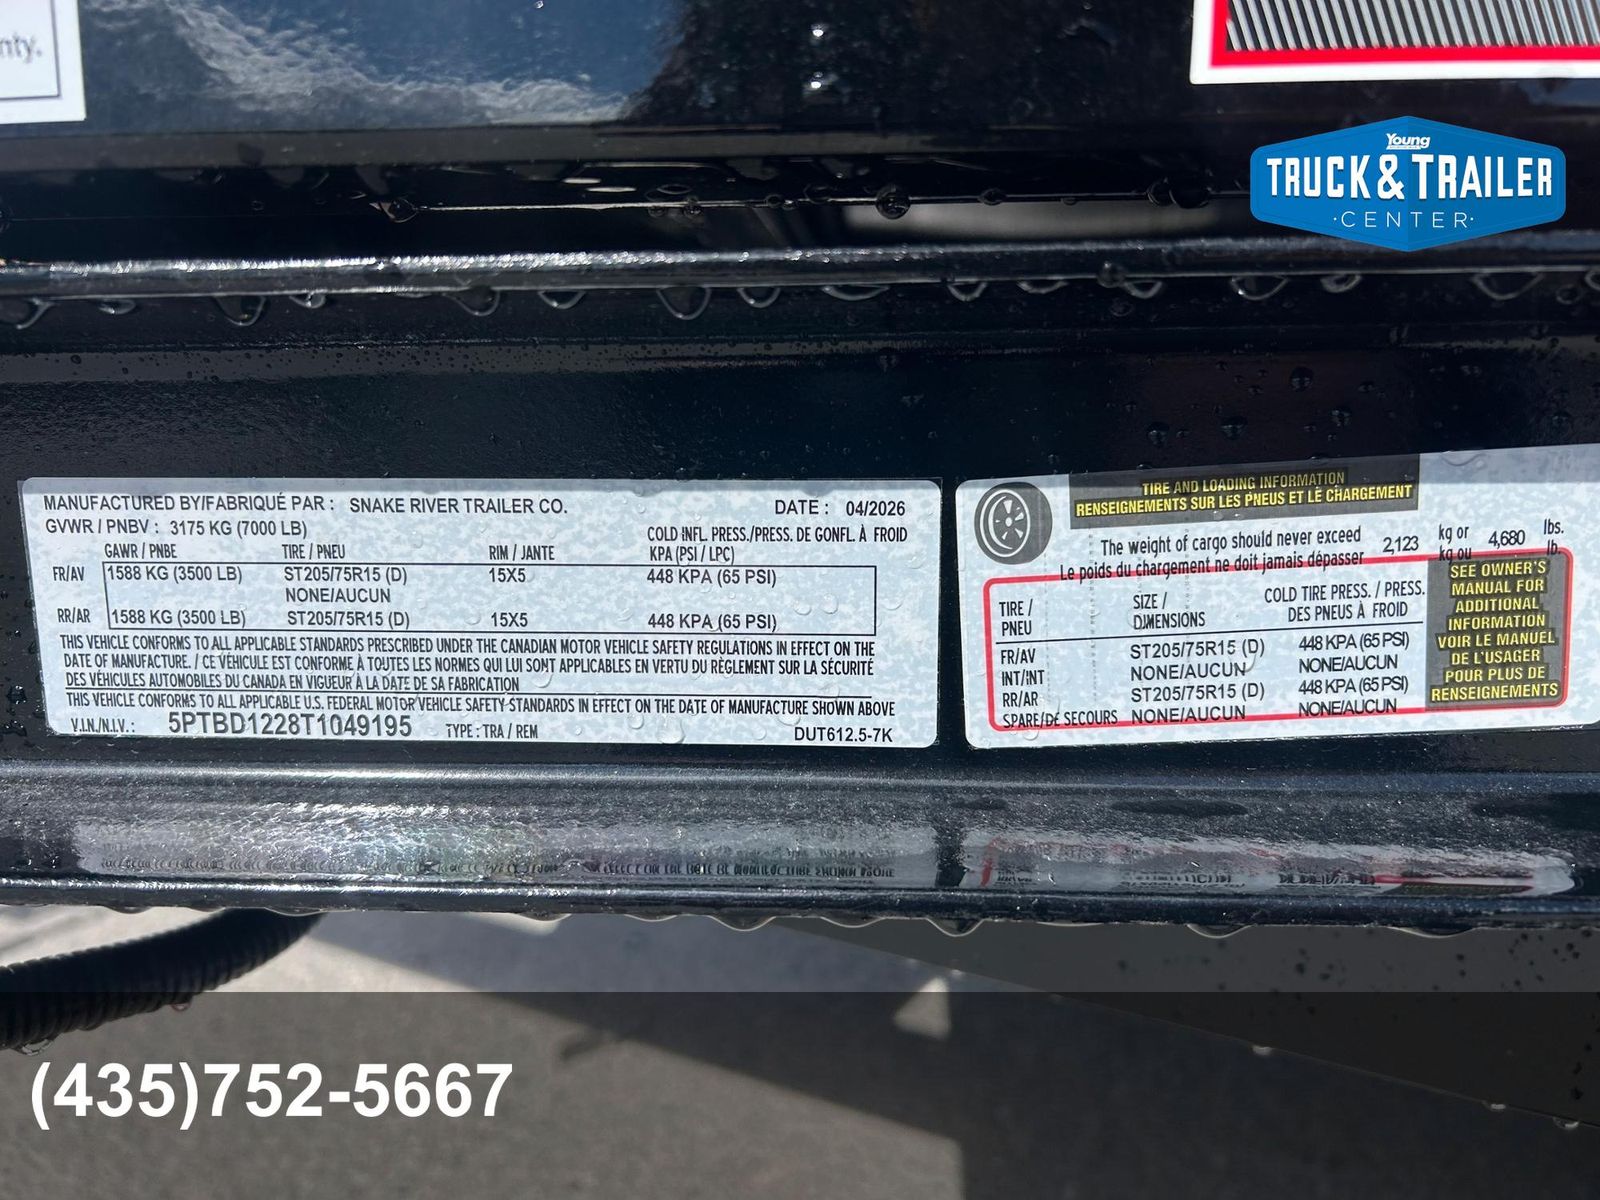 nty.
Young
TRUCK & TRAILER
·CENTER·
MANUFACTURED BY/FABRIQUÉ PAR : SNAKE RIVER TRAILER CO. DATE : 04/2026
GVWR / PNBV : 3175 KG (7000 LB)
COLD INFL. PRESS./PRESS. DE GONFL. À FROID
GAWR / PNBE TIRE / PNEU RIM / JANTE KPA (PSI / LPC)
FR/AV 1588 KG (3500 LB) ST205/75R15 (D) 15X5 448 KPA (65 PSI)
NONE/AUCUN
RR/AR 1588 KG (3500 LB) ST205/75R15 (D) 15X5 448 KPA (65 PSI)
THIS VEHICLE CONFORMS TO ALL APPLICABLE STANDARDS PRESCRIBED UNDER THE CANADIAN MOTOR VEHICLE SAFETY REGULATIONS IN EFFECT ON THE
DATE OF MANUFACTURE. / CE VÉHICULE EST CONFORME À TOUTES LES NORMES QUI LUI SONT APPLICABLES EN VERTU DU RÈGLEMENT SUR LA SÉCURITÉ
DES VÉHICULES AUTOMOBILES DU CANADA EN VIGUEUR À LA DATE DE SA FABRICATION
THIS VEHICLE CONFORMS TO ALL APPLICABLE U.S. FEDERAL MOTOR VEHICLE SAFETY STANDARDS IN EFFECT ON THE DATE OF MANUFACTURE SHOWN ABOVE
V.I.N./N.I.V.: 5PTBD1228T1049195 TYPE : TRA / REM DUT612.5-7K
TIRE AND LOADING INFORMATION
RENSEIGNEMENTS SUR LES PNEUS ET LE CHARGEMENT
The weight of cargo should never exceed 2,123 kg or 4,680 lbs.
Le poids du chargement ne doit jamais dépasser kg ou lb.
TIRE / SIZE / COLD TIRE PRESS. / PRESS.
PNEU DIMENSIONS DES PNEUS À FROID
FR/AV ST205/75R15 (D) 448 KPA (65 PSI)
INT/INT NONE/AUCUN NONE/AUCUN
RR/AR ST205/75R15 (D) 448 KPA (65 PSI)
SPARE/DE SECOURS NONE/AUCUN NONE/AUCUN
SEE OWNER'S
MANUAL FOR
ADDITIONAL
INFORMATION
VOIR LE MANUEL
DE L'USAGER
POUR PLUS DE
RENSEIGNEMENTS
(435)752-5667